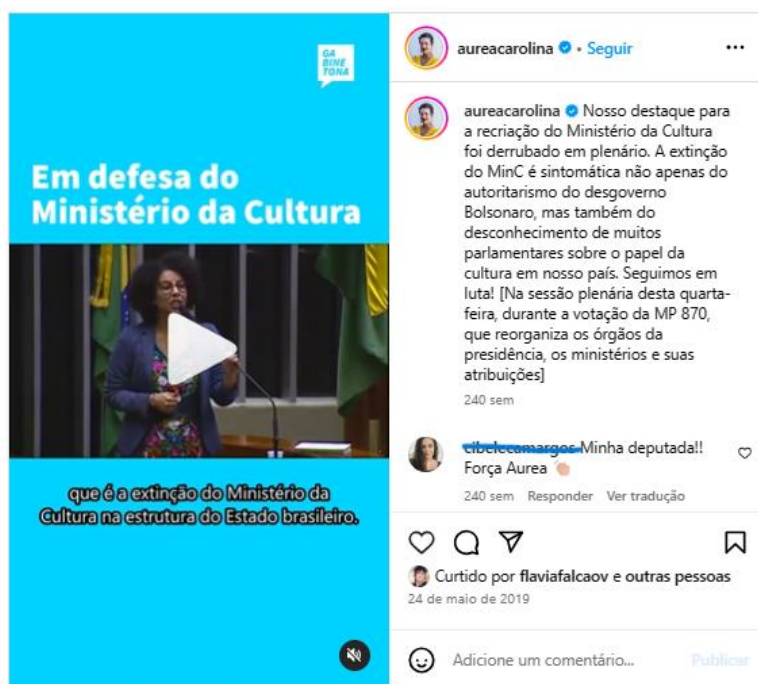 GA
BINE
TONA
Em defesa do
Ministério da Cultura
que é a extinção do Ministério da
Cultura na estrutura do Estado brasileiro.
aureacarolina • Seguir
aureacarolina Nosso destaque para
a recriação do Ministério da Cultura
foi derrubado em plenário. A extinção
do MinC é sintomática não apenas do
autoritarismo do desgoverno
Bolsonaro, mas também do
desconhecimento de muitos
parlamentares sobre o papel da
cultura em nosso país. Seguimos em
luta! [Na sessão plenária desta quarta-
feira, durante a votação da MP 870,
que reorganiza os órgãos da
presidência, os ministérios e suas
atribuições]
240 sem
Minha deputada!!
Força Aurea
240 sem Responder Ver tradução
Curtido por flaviafalcaov e outras pessoas
24 de maio de 2019
Adicione um comentário...
Publicar